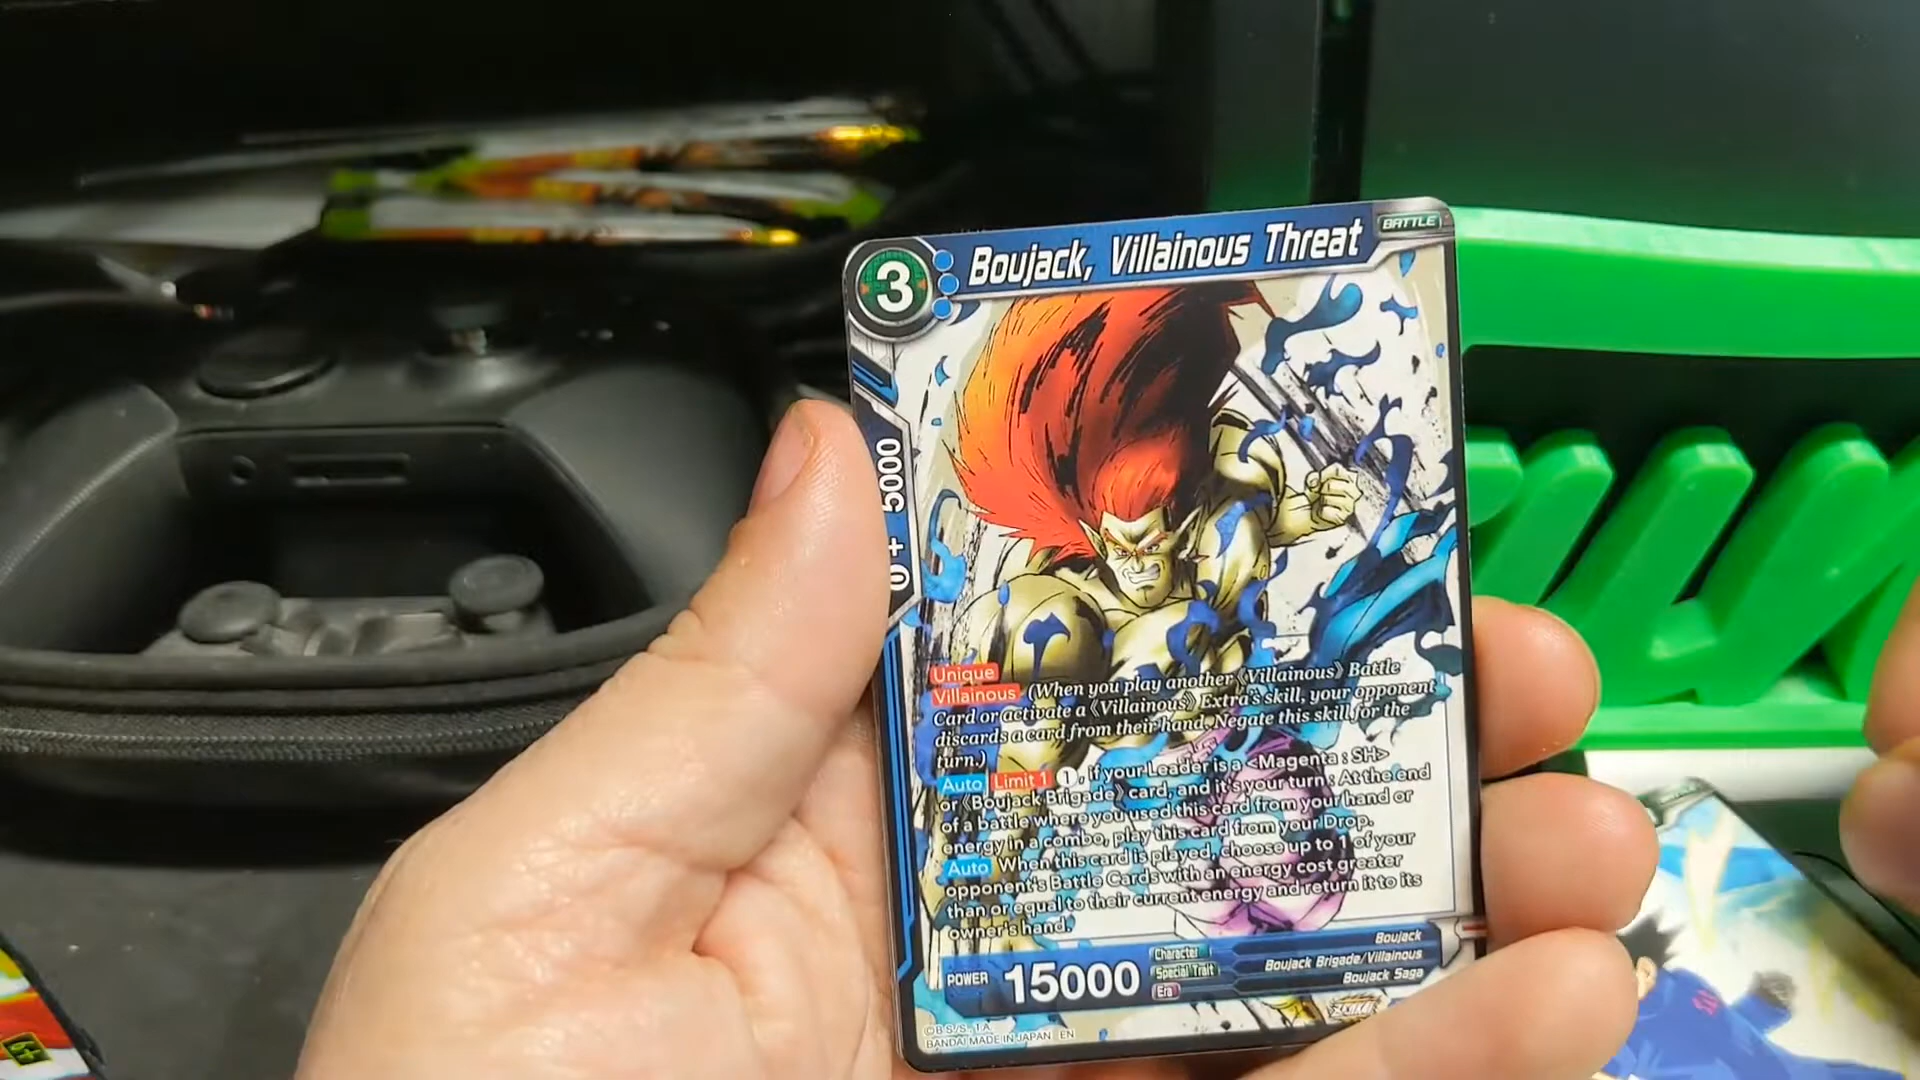 3
Boujack, Villainous Threat
BATTLE
0+ 5000
Unique
Villainous (When you play another 《Villainous》 Battle
Card or activate a 《Villainous》 Extra's skill, your opponent
discards a card from their hand. Negate this skill for the
turn.)
Auto Limit 1 ①, if your Leader is a <Magenta : SH>
or 《Boujack Brigade》 card, and it's your turn : At the end
of a battle where you used this card from your hand or
energy in a combo, play this card from your Drop.
Auto When this card is played, choose up to 1 of your
opponent's Battle Cards with an energy cost greater
than or equal to their current energy and return it to its
owner's hand.
POWER 15000
Character Boujack
Special Trait Boujack Brigade/Villainous
Era Boujack Saga
©B.S./S., T.A.
BANDAI MADE IN JAPAN EN